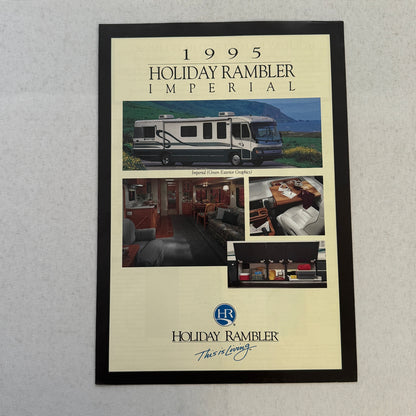 1995
HOLIDAY RAMBLER
IMPERIAL
Imperial (Green Exterior Graphics)
HR
HOLIDAY RAMBLER®
This is Living